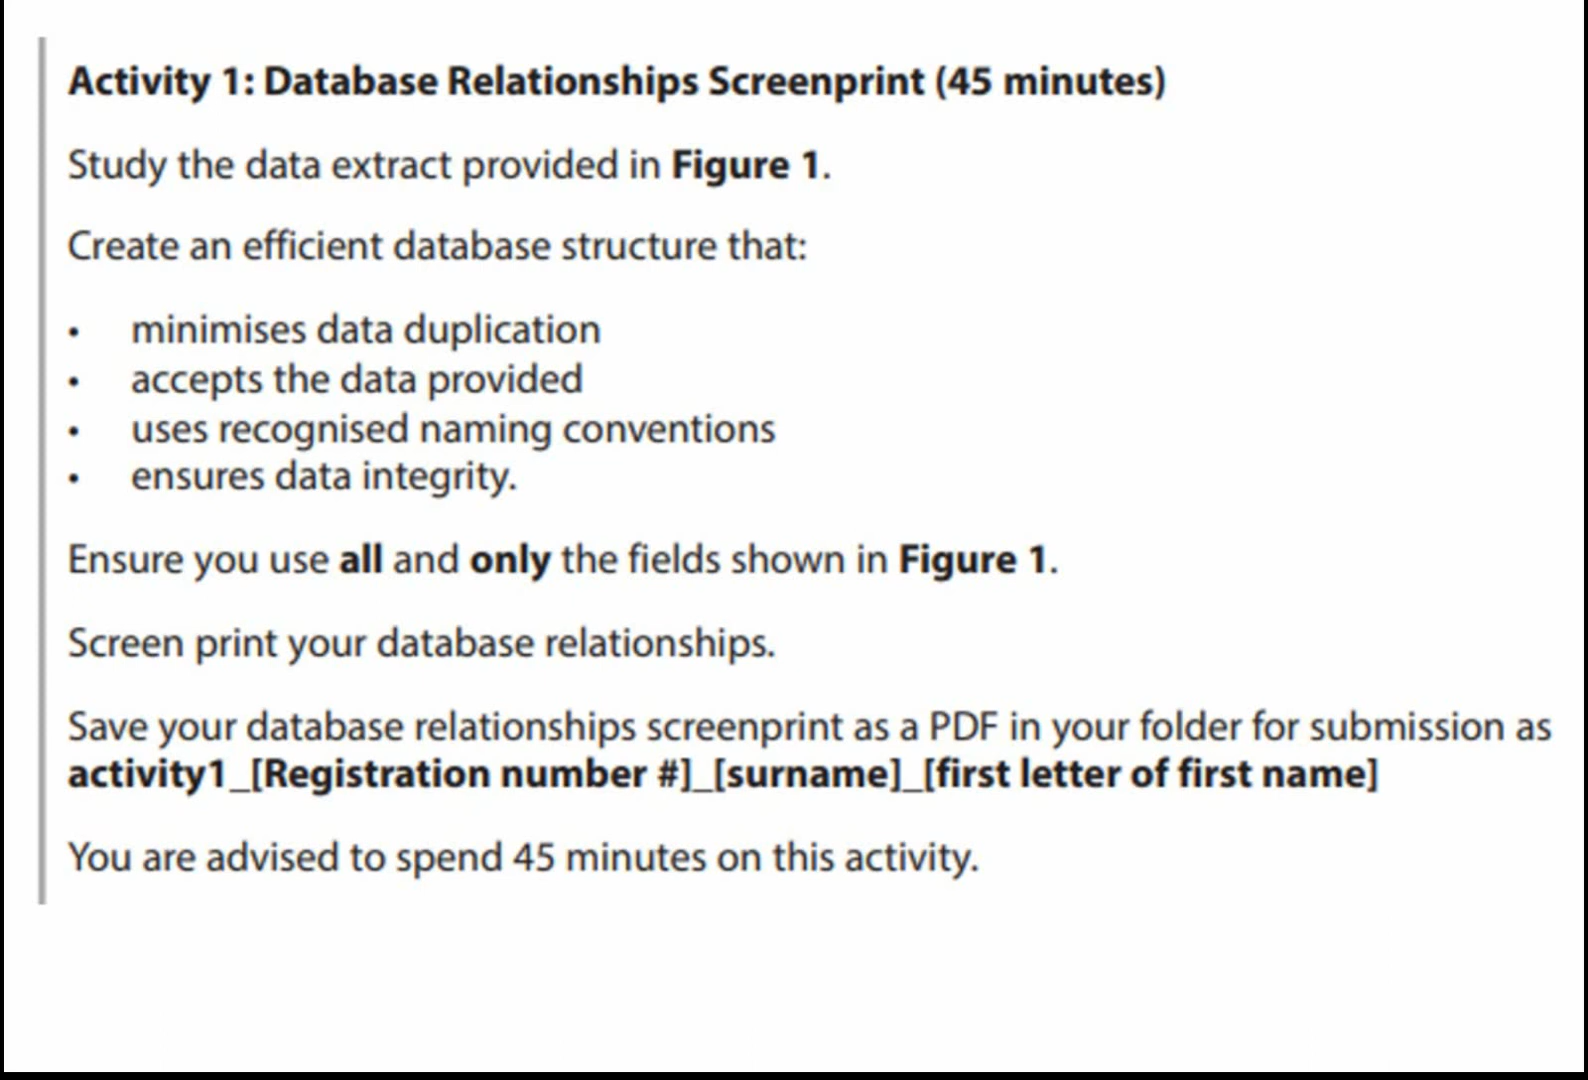 Activity 1: Database Relationships Screenprint (45 minutes)
Study the data extract provided in Figure 1.
Create an efficient database structure that:
• minimises data duplication
• accepts the data provided
• uses recognised naming conventions
• ensures data integrity.
Ensure you use all and only the fields shown in Figure 1.
Screen print your database relationships.
Save your database relationships screenprint as a PDF in your folder for submission as
activity1_[Registration number #]_[surname]_[first letter of first name]
You are advised to spend 45 minutes on this activity.